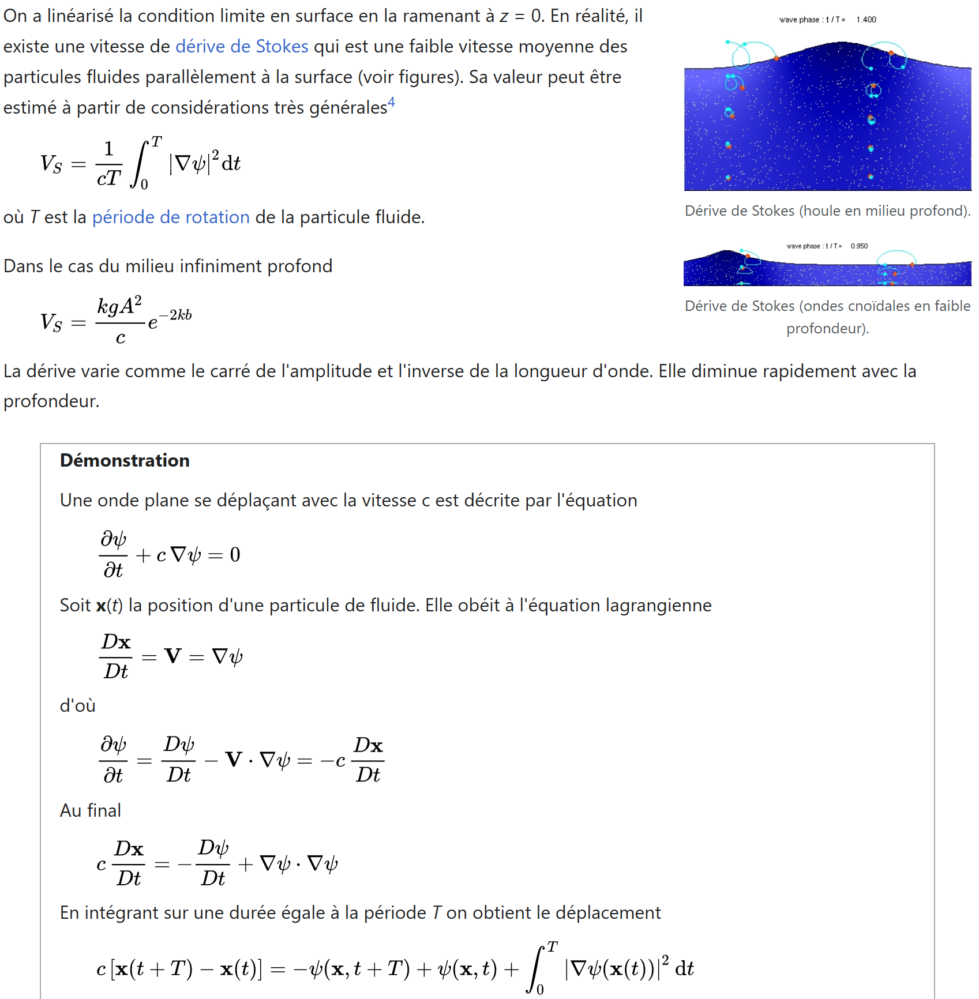 On a linéarisé la condition limite en surface en la ramenant à z = 0. En réalité, il
existe une vitesse de dérive de Stokes qui est une faible vitesse moyenne des
particules fluides parallèlement à la surface (voir figures). Sa valeur peut être
estimé à partir de considérations très générales⁴
V_S = \frac{1}{cT} \int_0^T |\nabla\psi|^2 dt
où T est la période de rotation de la particule fluide.
Dans le cas du milieu infiniment profond
V_S = \frac{kgA^2}{c} e^{-2kb}
wave phase : t / T = 1.400
Dérive de Stokes (houle en milieu profond).
wave phase : t / T = 0.950
Dérive de Stokes (ondes cnoïdales en faible
profondeur).
La dérive varie comme le carré de l'amplitude et l'inverse de la longueur d'onde. Elle diminue rapidement avec la
profondeur.
Démonstration
Une onde plane se déplaçant avec la vitesse c est décrite par l'équation
\frac{\partial\psi}{\partial t} + c \nabla\psi = 0
Soit x(t) la position d'une particule de fluide. Elle obéit à l'équation lagrangienne
\frac{D\mathbf{x}}{Dt} = \mathbf{V} = \nabla\psi
d'où
\frac{\partial\psi}{\partial t} = \frac{D\psi}{Dt} - \mathbf{V} \cdot \nabla\psi = -c \frac{D\mathbf{x}}{Dt}
Au final
c \frac{D\mathbf{x}}{Dt} = -\frac{D\psi}{Dt} + \nabla\psi \cdot \nabla\psi
En intégrant sur une durée égale à la période T on obtient le déplacement
c [\mathbf{x}(t + T) - \mathbf{x}(t)] = -\psi(\mathbf{x}, t + T) + \psi(\mathbf{x}, t) + \int_0^T |\nabla\psi(\mathbf{x}(t))|^2 dt